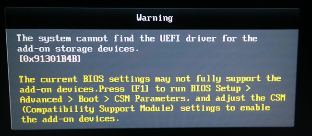 Warning
The system cannot find the UEFI driver for the
add-on storage devices.
[0x91301B4B]
The current BIOS settings may not fully support the
add-on devices.Press [F1] to run BIOS Setup >
Advanced > Boot > CSM Parameters, and adjust the CSM
(Compatibility Support Module) settings to enable
the add-on devices.